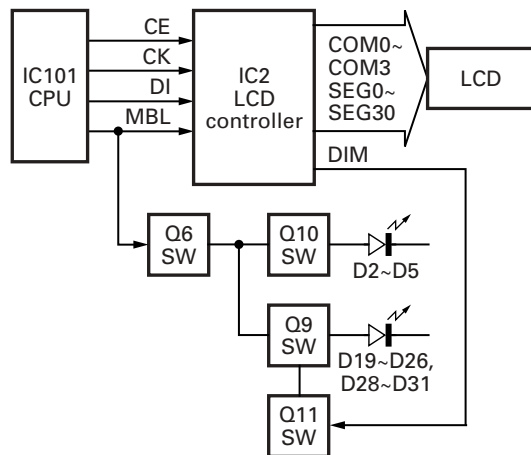 IC101
CPU
CE
CK
DI
MBL
IC2
LCD
controller
COM0~
COM3
SEG0~
SEG30
LCD
DIM
Q6
SW
Q10
SW
D2~D5
Q9
SW
D19~D26,
D28~D31
Q11
SW